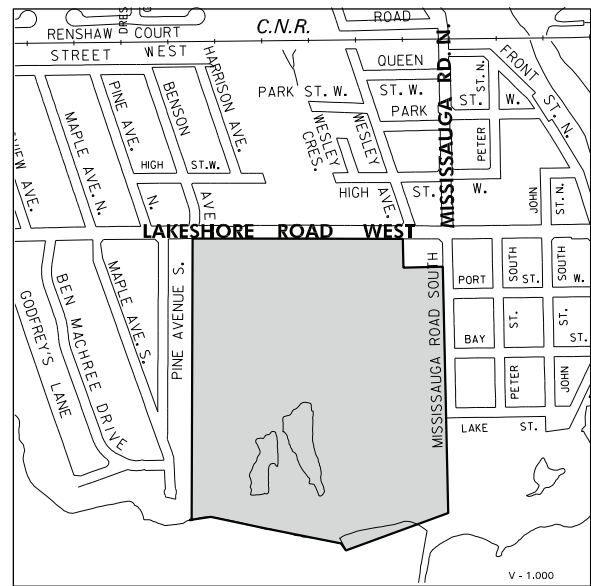 DRES
G
C.N.R.
ROAD
RENSHAW COURT
STREET WEST
QUEEN
FRONT ST. N.
MISSISSAUGA RD. N.
HARRISON AVE.
BENSON
PINE AVE.
MAPLE AVE. N.
VIEW AVE.
PARK ST. W.
ST. W.
PARK
ST. W.
ST. N.
PETER
WESLEY CRES.
WESLEY
HIGH ST.W.
HIGH ST. W.
AVE.
JOHN
ST. N.
N.
AVE
LAKESHORE ROAD WEST
PINE AVENUE S.
MAPLE AVE. S.
BEN MACHREE DRIVE
GODFREY'S LANE
MISSISSAUGA ROAD SOUTH
PORT ST. W.
SOUTH
SOUTH
BAY ST.
ST.
ST.
PETER
JOHN
LAKE ST.
V - 1.000